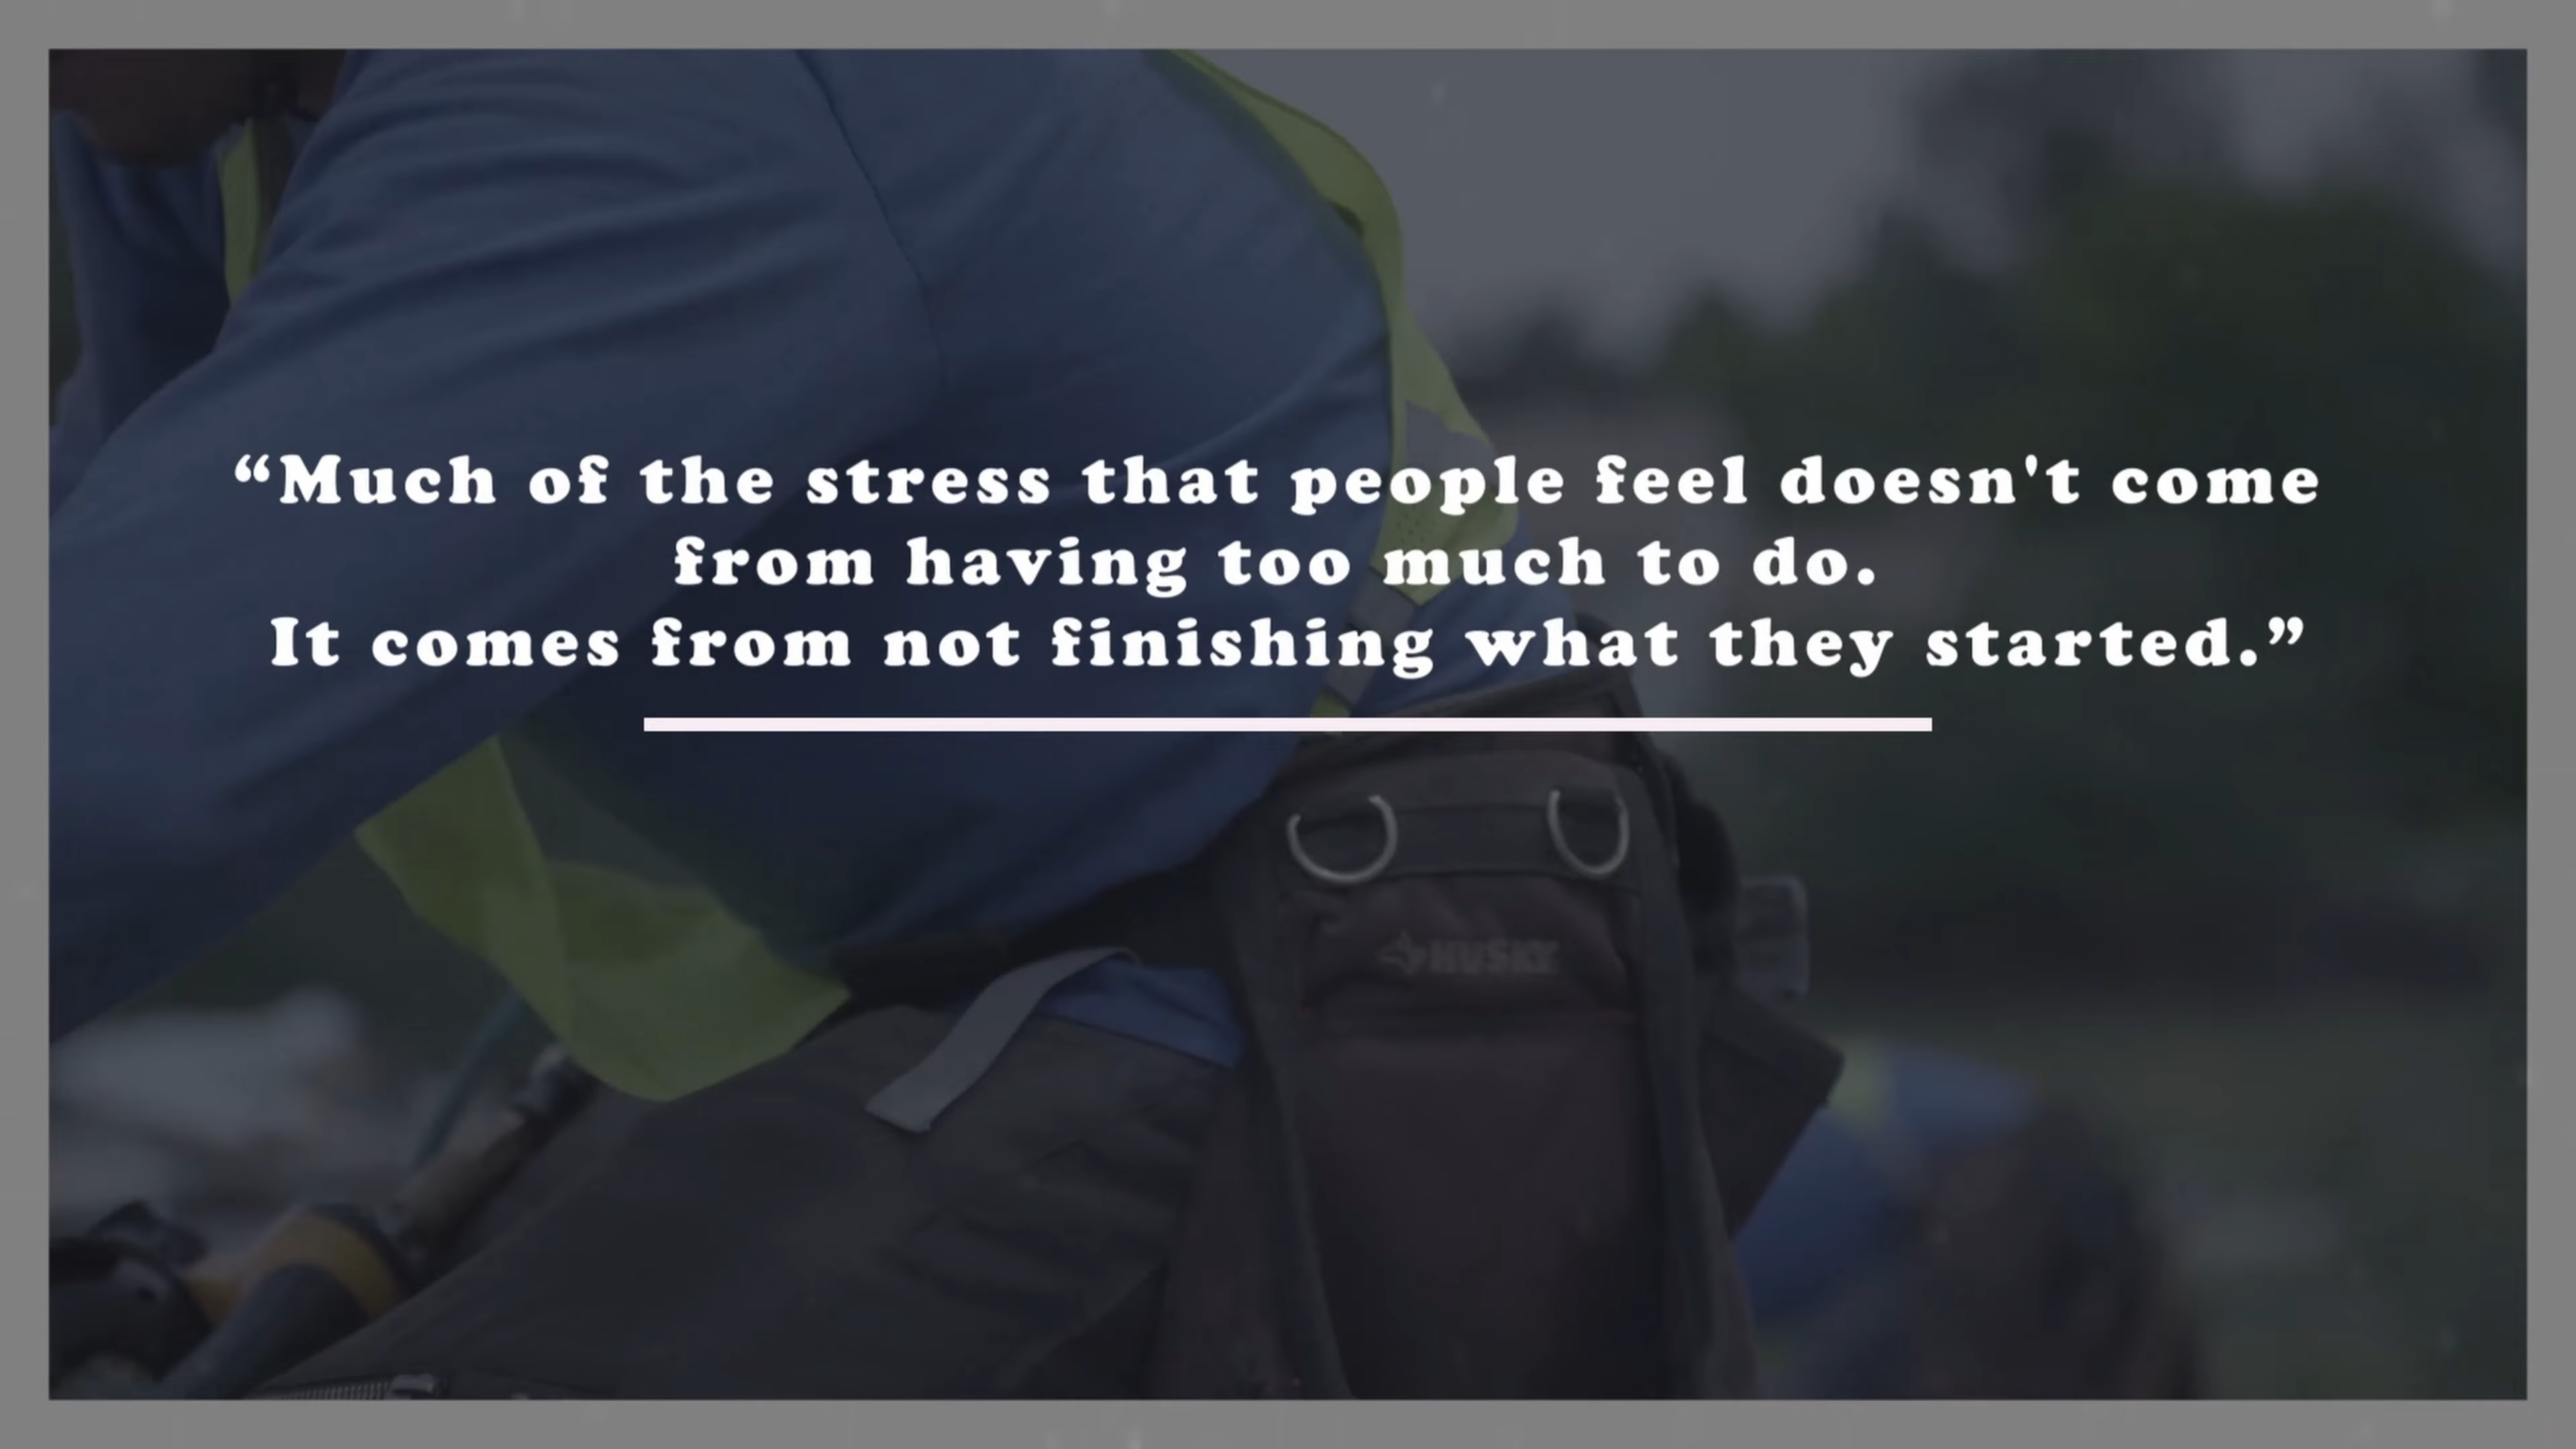 “Much of the stress that people feel doesn't come
from having too much to do.
It comes from not finishing what they started.”
HUSKY